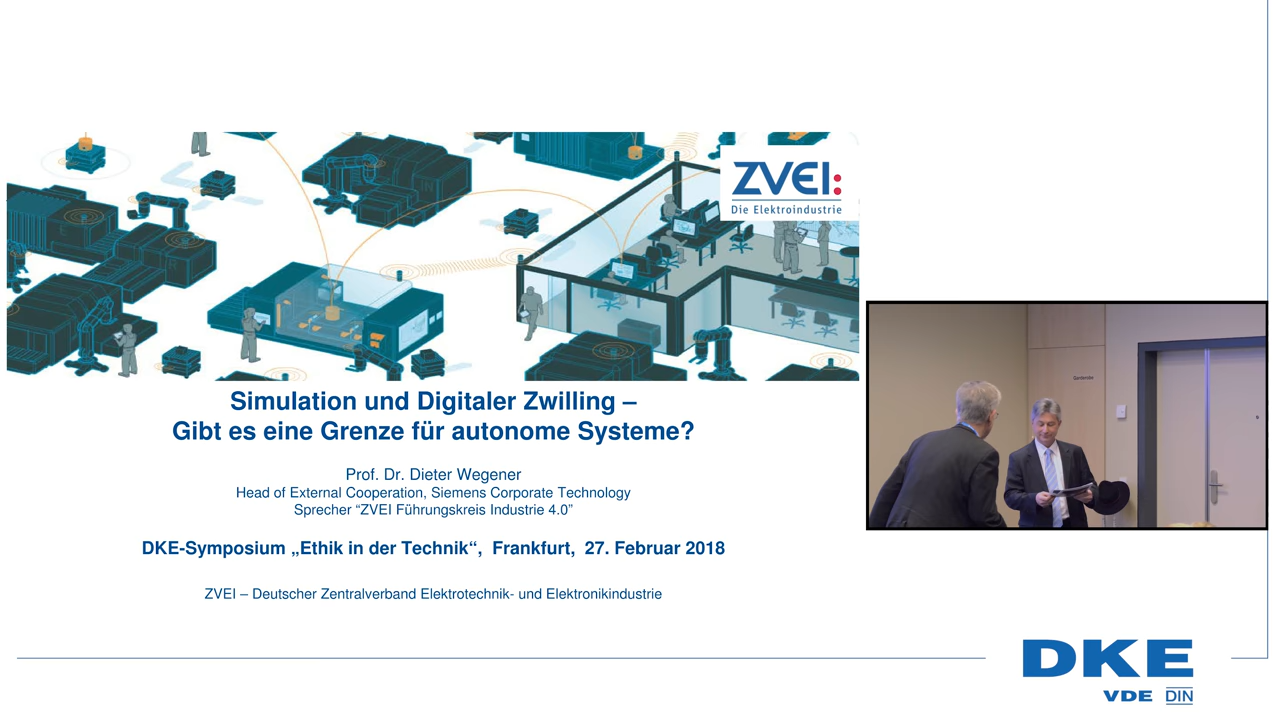 ZVEI:
Die Elektroindustrie
Simulation und Digitaler Zwilling –
Gibt es eine Grenze für autonome Systeme?
Prof. Dr. Dieter Wegener
Head of External Cooperation, Siemens Corporate Technology
Sprecher “ZVEI Führungskreis Industrie 4.0”
DKE-Symposium „Ethik in der Technik“, Frankfurt, 27. Februar 2018
ZVEI – Deutscher Zentralverband Elektrotechnik- und Elektronikindustrie
DKE
VDE DIN